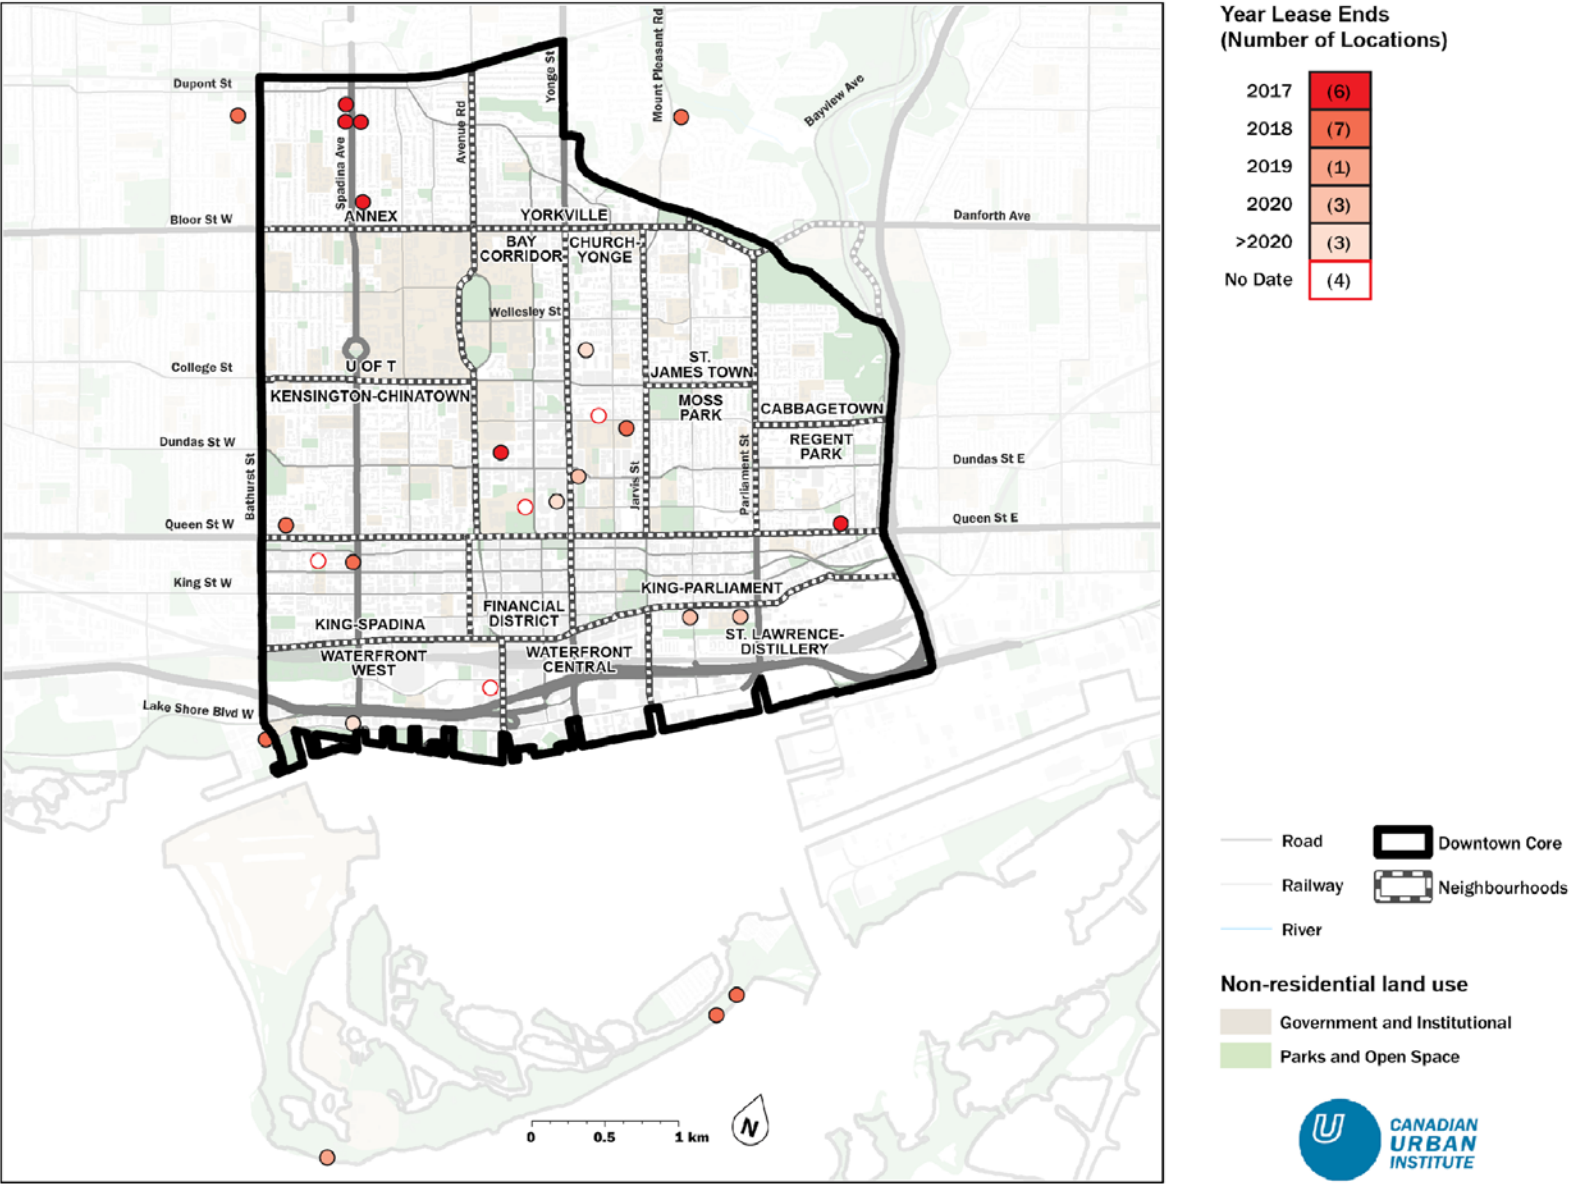 Year Lease Ends
(Number of Locations)
2017 (6)
2018 (7)
2019 (1)
2020 (3)
>2020 (3)
No Date (4)
Dupont St
Yonge St
Mount Pleasant Rd
Bayview Ave
Avenue Rd
Spadina Ave
Bloor St W
ANNEX
YORKVILLE
Danforth Ave
BAY
CORRIDOR
CHURCH-
YONGE
Wellesley St
College St
U OF T
ST.
JAMES TOWN
KENSINGTON-CHINATOWN
MOSS
PARK
CABBAGETOWN
Dundas St W
REGENT
PARK
Bathurst St
Jarvis St
Parliament St
Dundas St E
Queen St W
Queen St E
King St W
KING-PARLIAMENT
FINANCIAL
DISTRICT
KING-SPADINA
ST. LAWRENCE-
DISTILLERY
WATERFRONT
WEST
WATERFRONT
CENTRAL
Lake Shore Blvd W
Road
Downtown Core
Railway
Neighbourhoods
River
Non-residential land use
Government and Institutional
Parks and Open Space
0 0.5 1 km
N
U
CANADIAN
URBAN
INSTITUTE